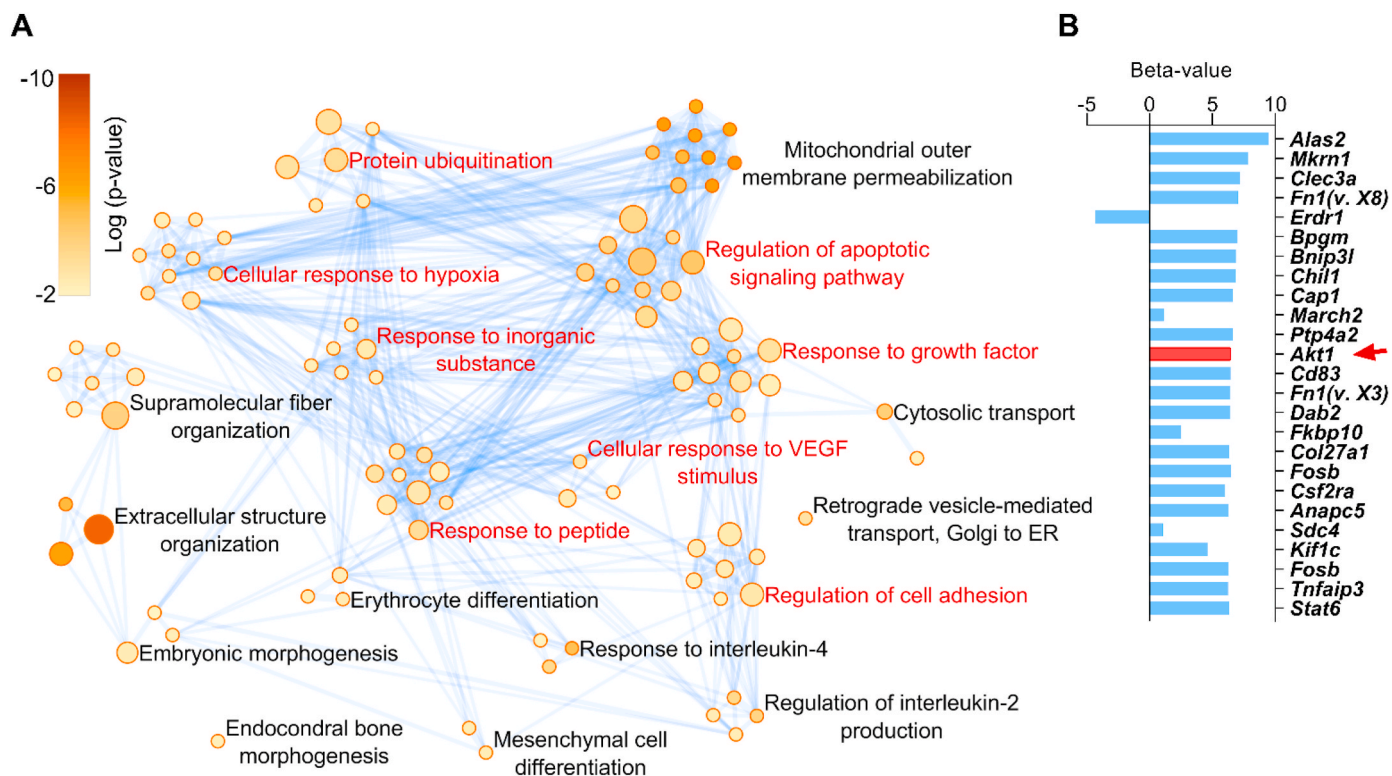 A
B
-10
-6
-2
Log (p-value)
Protein ubiquitination
Mitochondrial outer
membrane permeabilization
Cellular response to hypoxia
Regulation of apoptotic
signaling pathway
Response to inorganic
substance
Response to growth factor
Supramolecular fiber
organization
Cytosolic transport
Cellular response to VEGF
stimulus
Extracellular structure
organization
Retrograde vesicle-mediated
transport, Golgi to ER
Response to peptide
Erythrocyte differentiation
Regulation of cell adhesion
Embryonic morphogenesis
Response to interleukin-4
Regulation of interleukin-2
production
Endocondral bone
morphogenesis
Mesenchymal cell
differentiation
Beta-value
-5 0 5 10
Alas2
Mkrn1
Clec3a
Fn1(v. X8)
Erdr1
Bpgm
Bnip3l
Chil1
Cap1
March2
Ptp4a2
Akt1
Cd83
Fn1(v. X3)
Dab2
Fkbp10
Col27a1
Fosb
Csf2ra
Anapc5
Sdc4
Kif1c
Fosb
Tnfaip3
Stat6